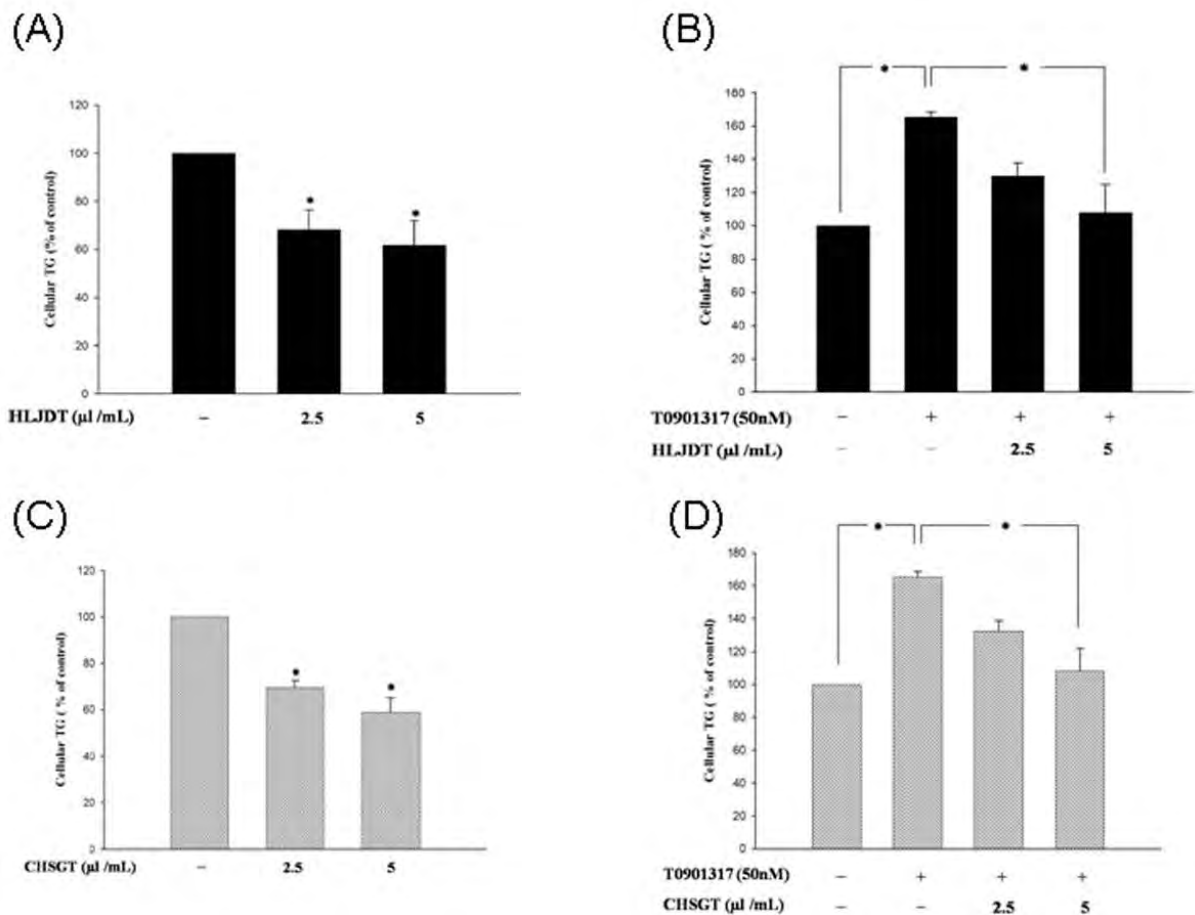 (A)
120
100
80
60
40
20
0
Cellular TG (% of control)
*
*
HLJDT (µl /mL)
– 2.5 5
(B)
*
*
180
160
140
120
100
80
60
40
20
0
Cellular TG ( % of control)
T0901317 (50nM) – + + +
HLJDT (µl /mL) – – 2.5 5
(C)
120
100
80
60
40
20
0
Cellular TG ( % of control)
*
*
CHSGT (µl /mL)
– 2.5 5
(D)
*
*
180
160
140
120
100
80
60
40
20
0
Cellular TG ( % of control)
T0901317 (50nM) – + + +
CHSGT (µl /mL) – – 2.5 5